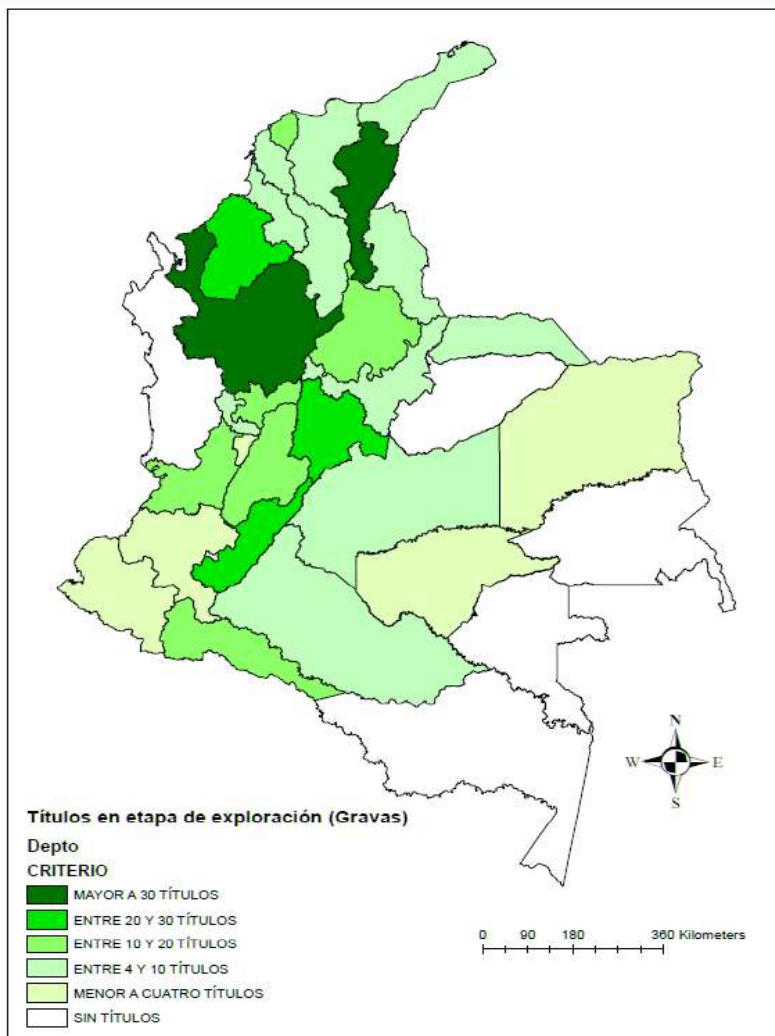 N
W E
S
Títulos en etapa de exploración (Gravas)
Depto
CRITERIO
MAYOR A 30 TÍTULOS
ENTRE 20 Y 30 TÍTULOS
ENTRE 10 Y 20 TÍTULOS
ENTRE 4 Y 10 TÍTULOS
MENOR A CUATRO TÍTULOS
SIN TÍTULOS
0 90 180 360 Kilometers